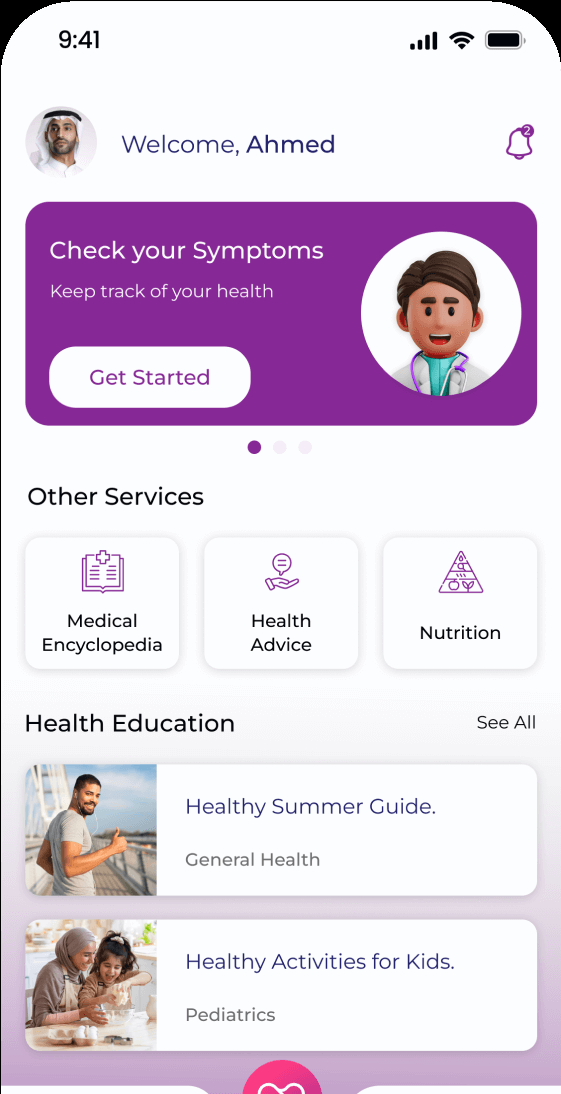 9:41
Welcome, Ahmed
2
Check your Symptoms
Keep track of your health
Get Started
Other Services
Medical
Encyclopedia
Health
Advice
Nutrition
Health Education
See All
Healthy Summer Guide.
General Health
Healthy Activities for Kids.
Pediatrics